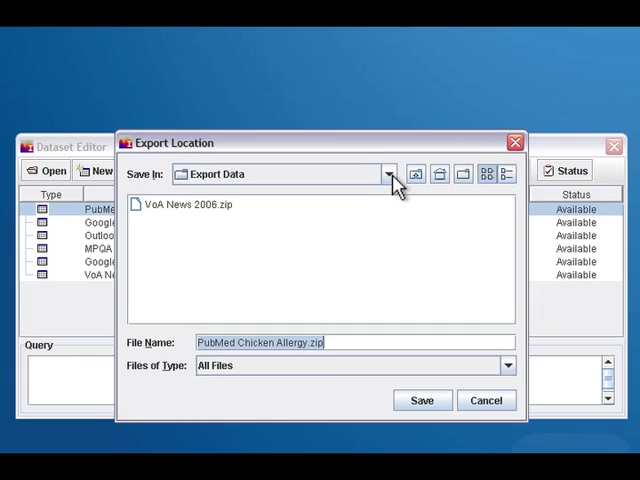 Dataset Editor
Export Location
Open
New
Status
Save In:
Export Data
Type
Status
VoA News 2006.zip
PubMe
Available
Google
Available
Outloo
Available
MPQA
Available
Google
Available
VoA Ne
Available
Query
File Name:
PubMed Chicken Allergy.zip
Files of Type:
All Files
Save
Cancel